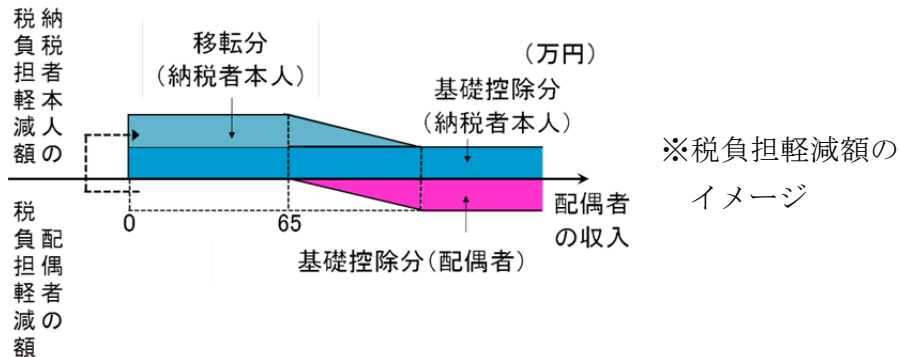 納税者本人の
税負担軽減額
移転分
(納税者本人)
(万円)
基礎控除分
(納税者本人)
※税負担軽減額の
イメージ
0
65
配偶者
の収入
基礎控除分(配偶者)
配偶者の
税負担軽減額